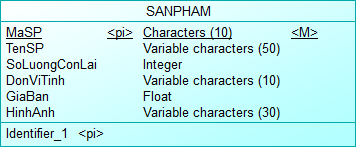 SANPHAM
MaSP <pi> Characters (10) <M>
TenSP Variable characters (50)
SoLuongConLai Integer
DonViTinh Variable characters (10)
GiaBan Float
HinhAnh Variable characters (30)
Identifier_1 <pi>